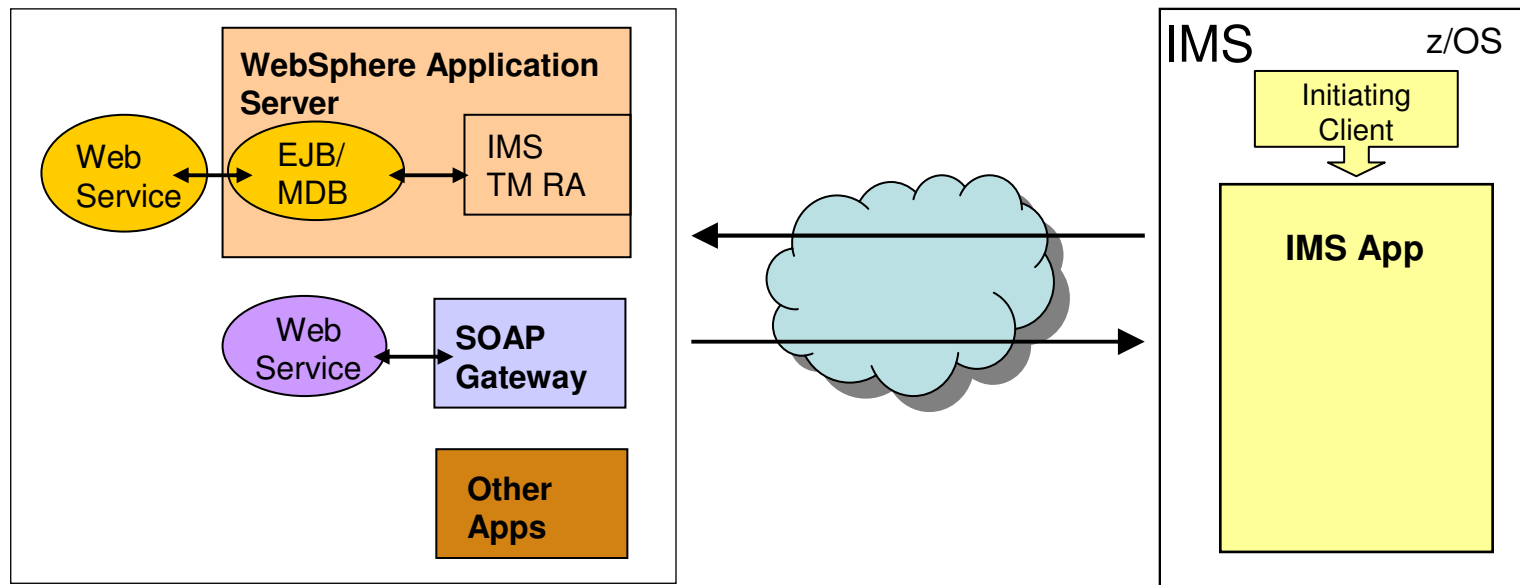 WebSphere Application
Server
Web
Service
EJB/
MDB
IMS
TM RA
Web
Service
SOAP
Gateway
Other
Apps
IMS
z/OS
Initiating
Client
IMS App